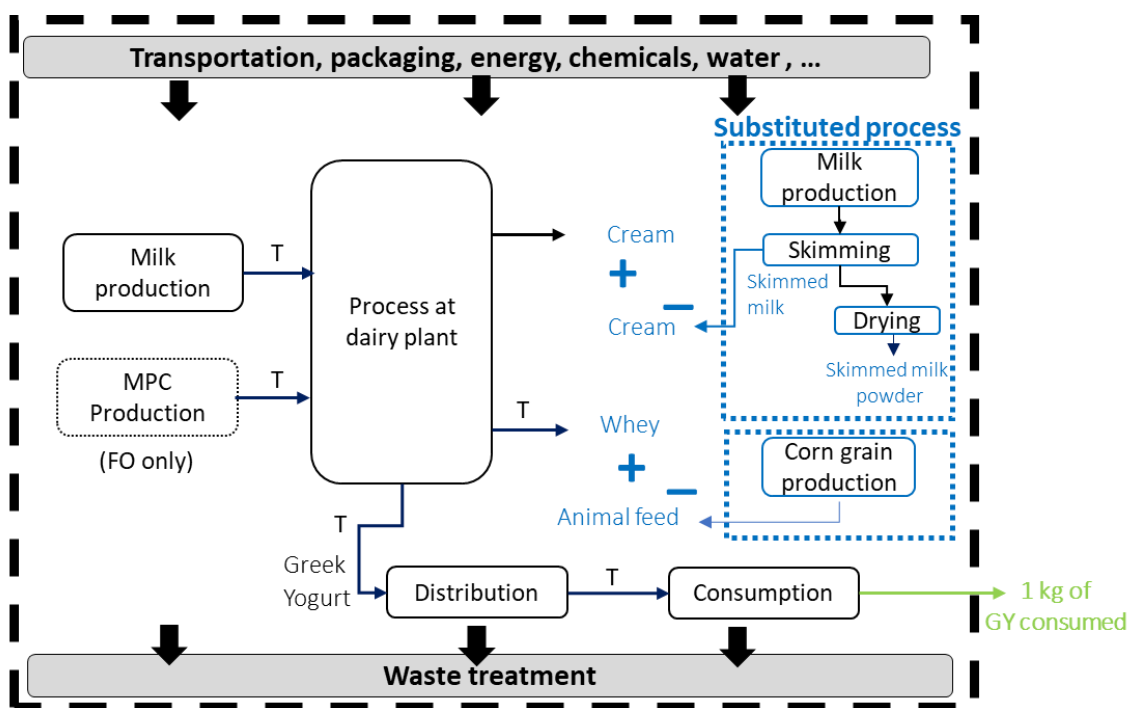 Transportation, packaging, energy, chemicals, water , ...
Substituted process
Milk
production
Skimming
Skimmed
milk
Cream
Drying
Skimmed milk
powder
Milk
production
T
Process at
dairy plant
Cream
+
−
MPC
Production
(FO only)
T
T
Whey
+
−
Animal feed
Corn grain
production
T
Greek
Yogurt
Distribution
T
Consumption
1 kg of
GY consumed
Waste treatment